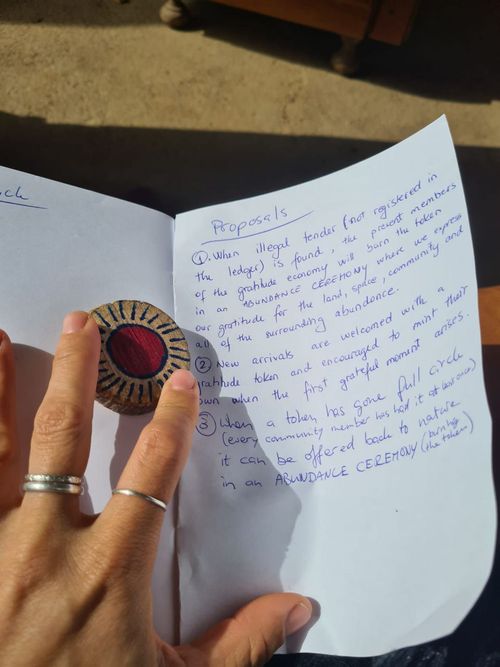 ch
Proposals
①. When illegal tender (not registered in
the ledger) is found, the present members
of the gratitude economy will burn the token
in an ABUNDANCE CEREMONY where we express
our gratitude for the land, space, community and
all of the surrounding abundance.
② New arrivals are welcomed with a
gratitude token and encouraged to mint their
own when the first grateful moment arises.
③ When a token has gone full circle
(every community member has had it at least once)
it can be offered back to nature
in an ABUNDANCE CEREMONY (burning
the token)